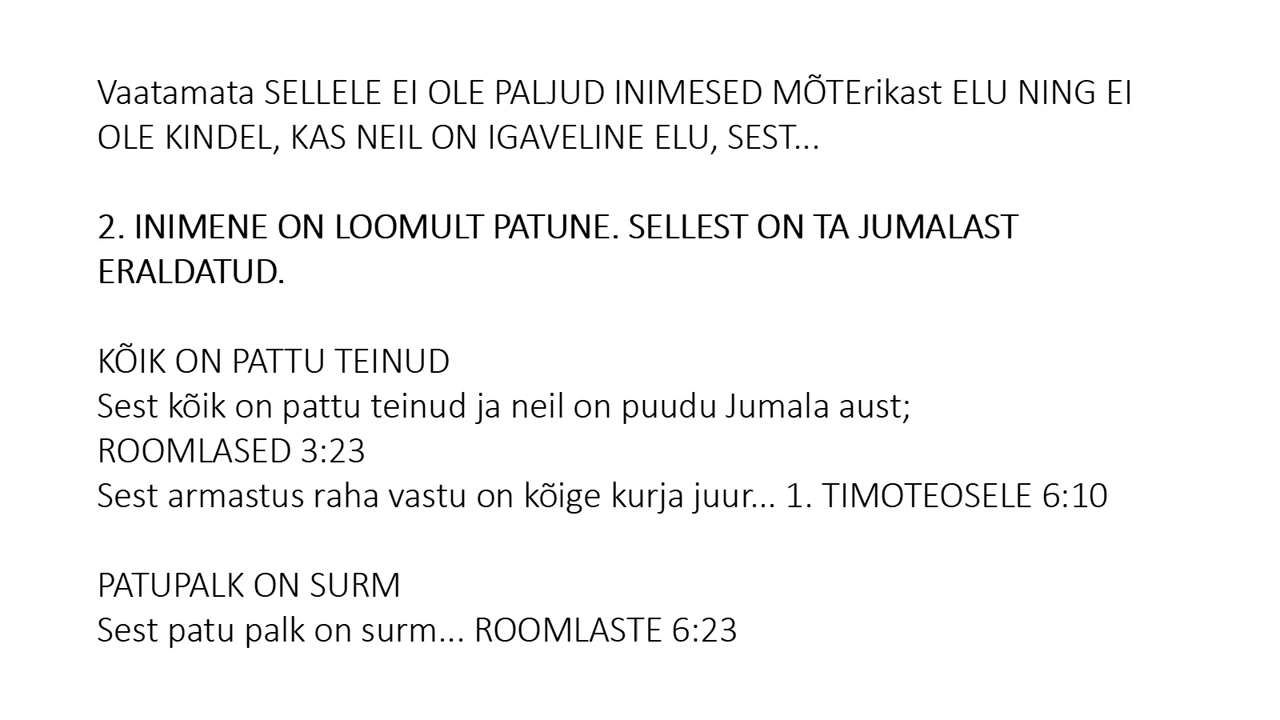 Vaatamata SELLELE EI OLE PALJUD INIMESED MÕTErikast ELU NING EI
OLE KINDEL, KAS NEIL ON IGAVELINE ELU, SEST...
2. INIMENE ON LOOMULT PATUNE. SELLEST ON TA JUMALAST
ERALDATUD.
KÕIK ON PATTU TEINUD
Sest kõik on pattu teinud ja neil on puudu Jumala aust;
ROOMLASED 3:23
Sest armastus raha vastu on kõige kurja juur... 1. TIMOTEOSELE 6:10
PATUPALK ON SURM
Sest patu palk on surm... ROOMLASTE 6:23